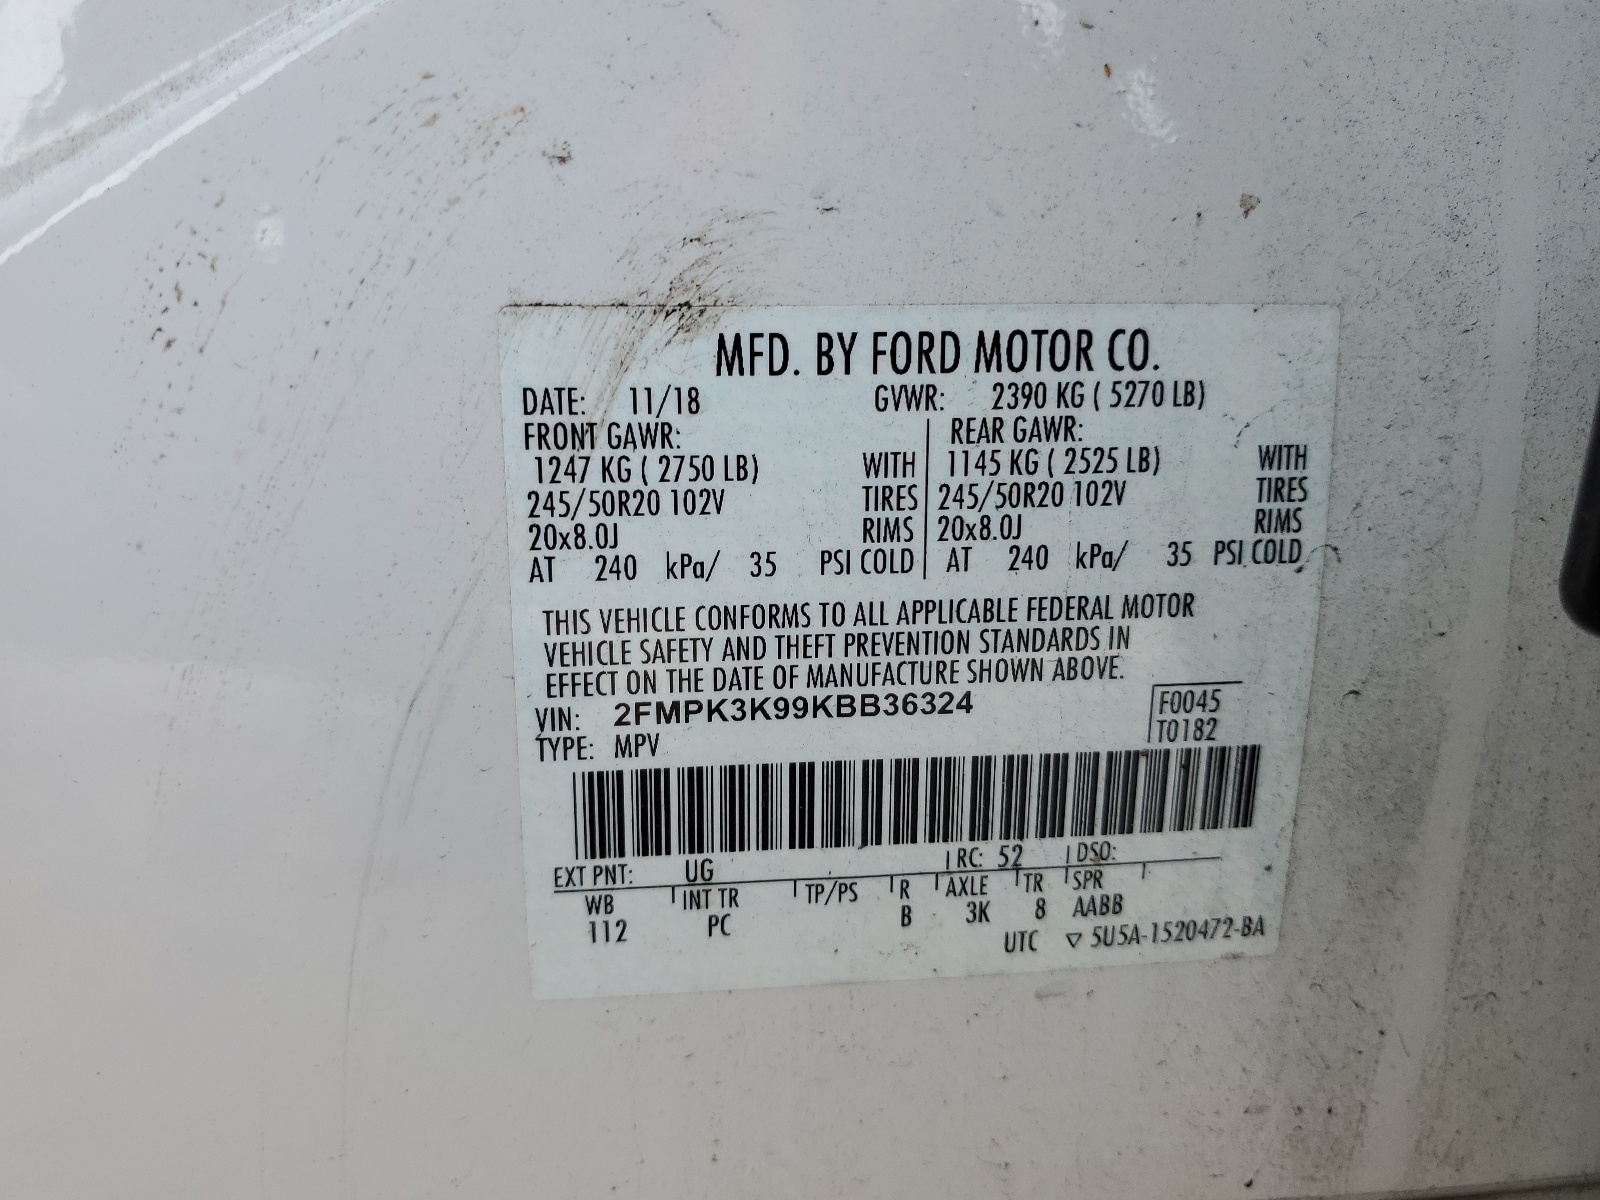 MFD. BY FORD MOTOR CO.
DATE: 11/18 GVWR: 2390 KG ( 5270 LB)
FRONT GAWR: REAR GAWR:
1247 KG ( 2750 LB) WITH 1145 KG ( 2525 LB) WITH
245/50R20 102V TIRES 245/50R20 102V TIRES
20x8.0J RIMS 20x8.0J RIMS
AT 240 kPa/ 35 PSI COLD AT 240 kPa/ 35 PSI COLD
THIS VEHICLE CONFORMS TO ALL APPLICABLE FEDERAL MOTOR
VEHICLE SAFETY AND THEFT PREVENTION STANDARDS IN
EFFECT ON THE DATE OF MANUFACTURE SHOWN ABOVE.
VIN: 2FMPK3K99KBB36324 F0045
TYPE: MPV T0182
EXT PNT: UG RC: 52 DSO:
WB INT TR TP/PS R AXLE TR SPR
112 PC B 3K 8 AABB
UTC ▽ 5U5A-1520472-BA